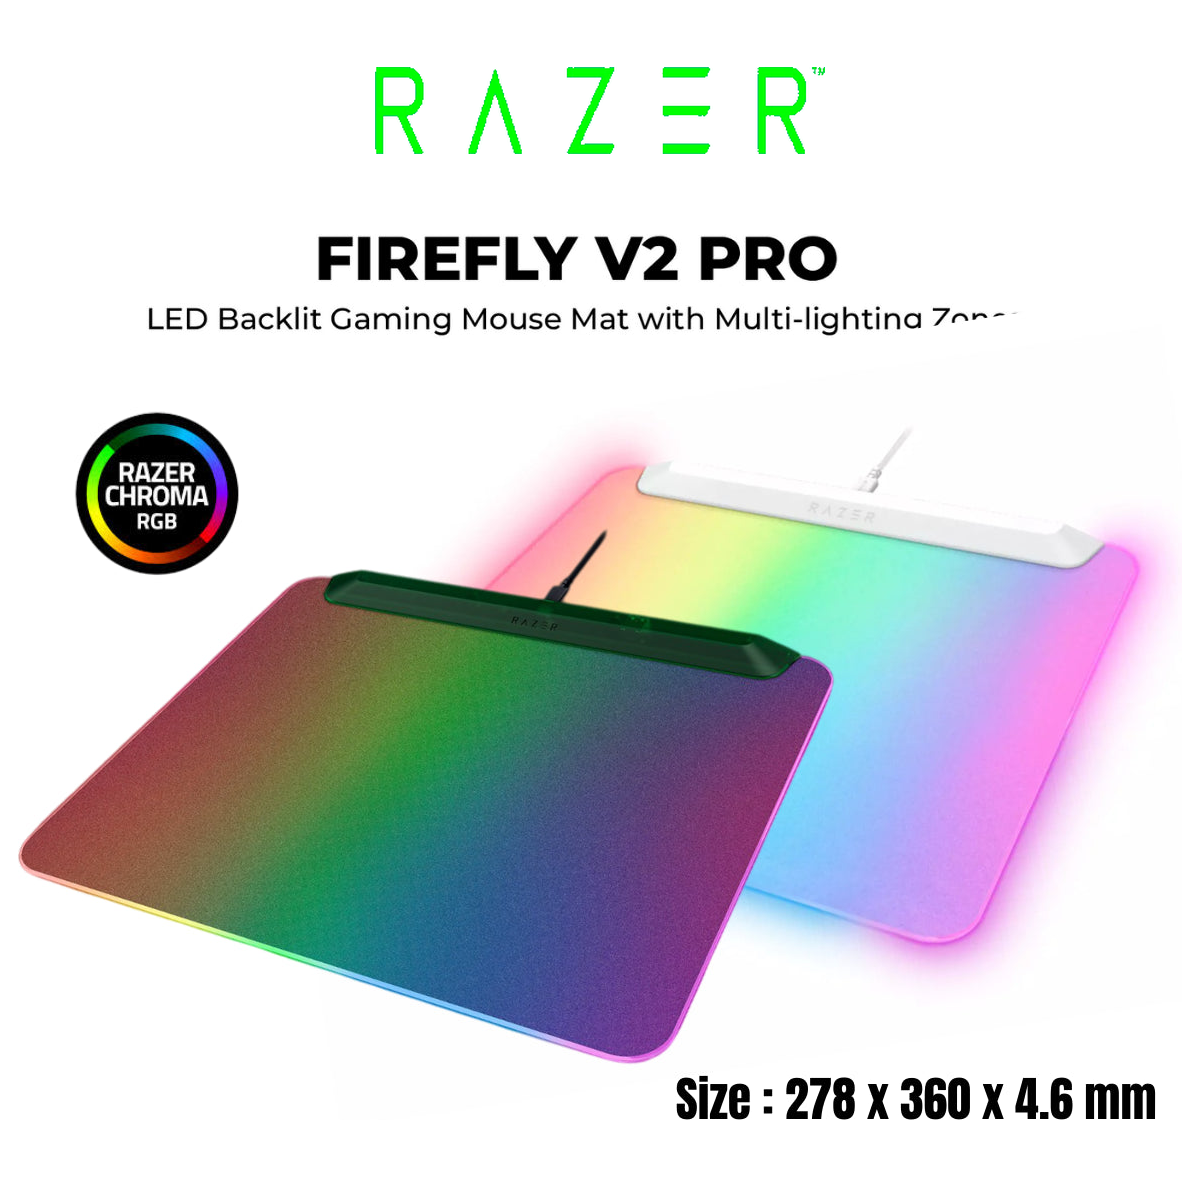 RAZER™
FIREFLY V2 PRO
LED Backlit Gaming Mouse Mat with Multi-lighting
RAZER
CHROMA
RGB
RAZER
RAZER
Size : 278 x 360 x 4.6 mm